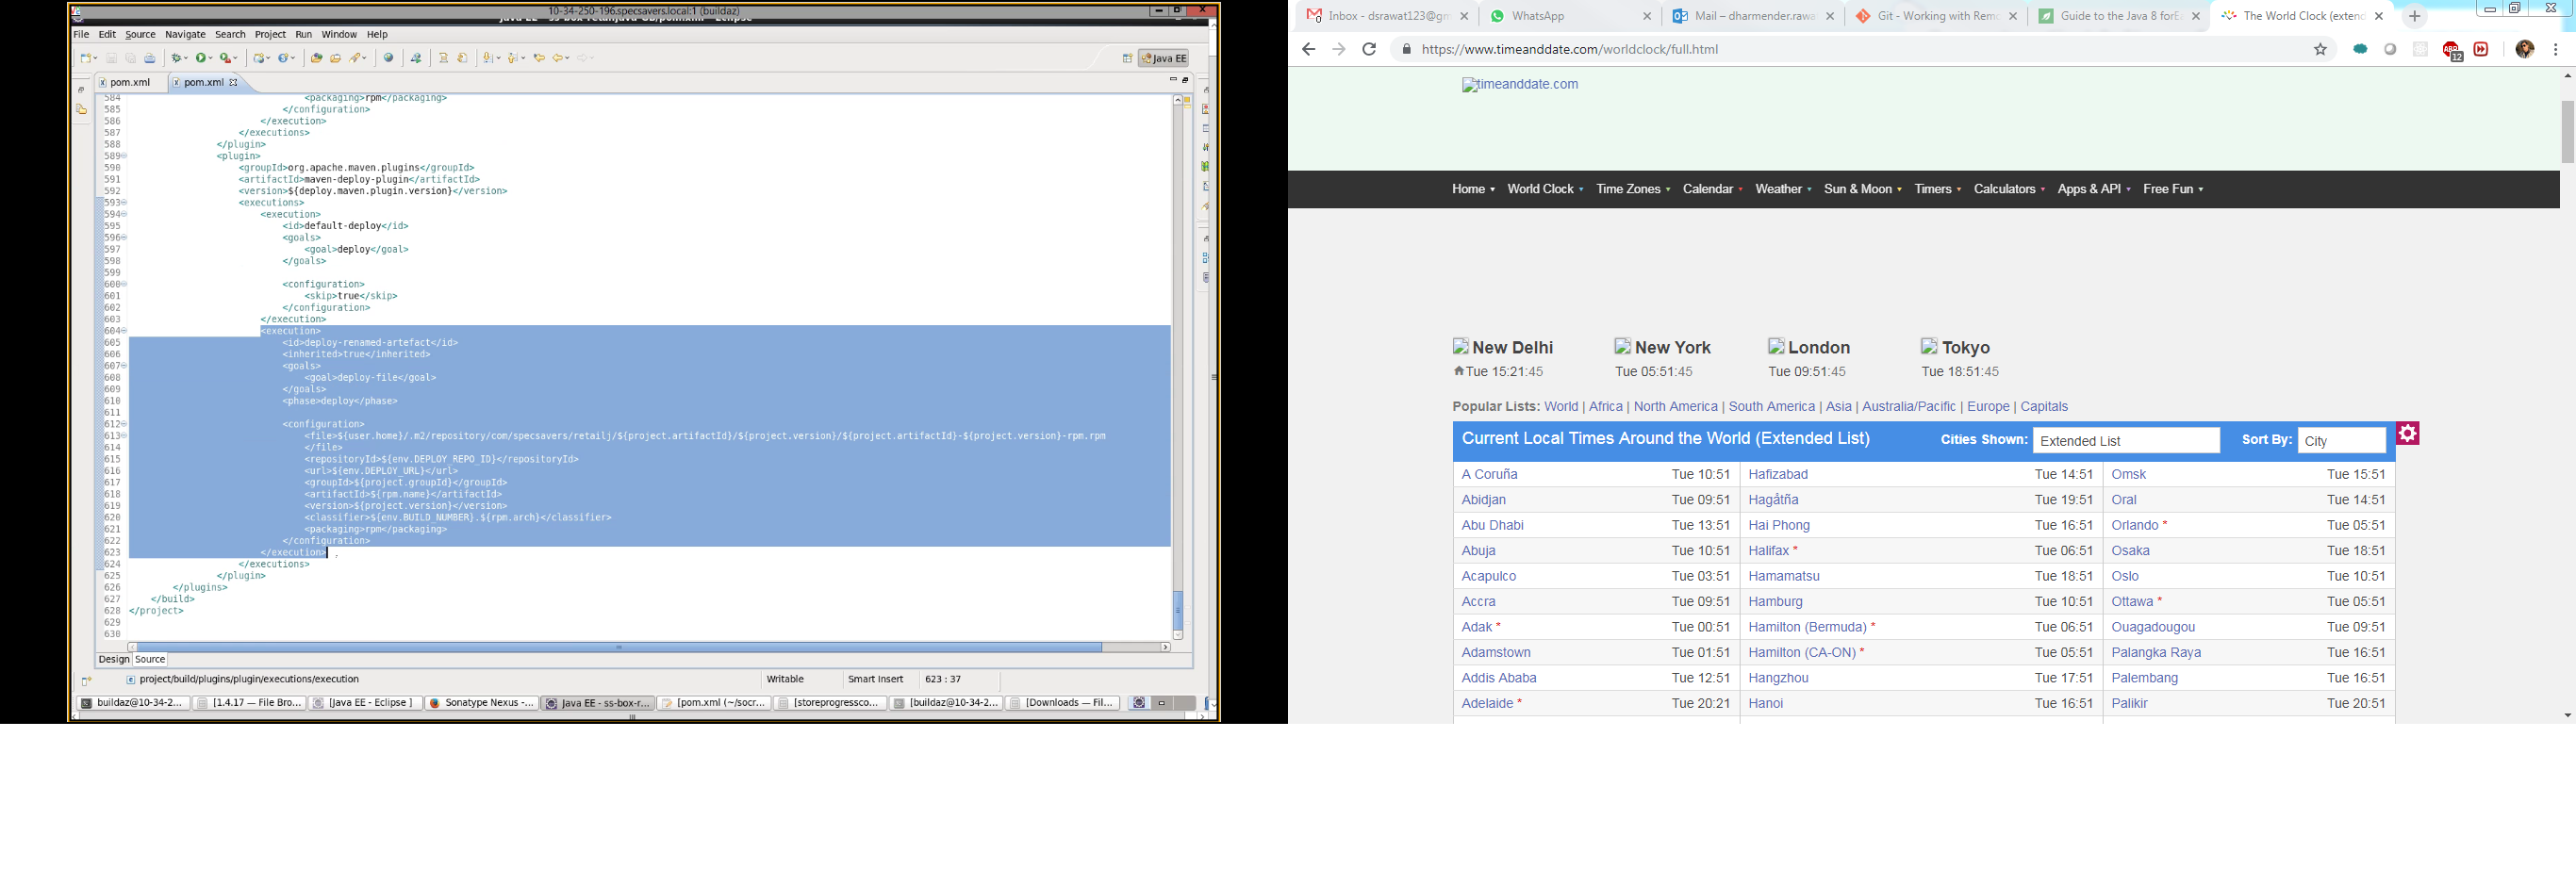 10-34-250-196.specsavers.local:1 (buildaz)
Java EE - ss-box-retailjava-GB/pom.xml - Eclipse
File Edit Source Navigate Search Project Run Window Help
Java EE
pom.xml pom.xml
584 <packaging>rpm</packaging>
585 </configuration>
586 </execution>
587 </executions>
588 </plugin>
589 <plugin>
590 <groupId>org.apache.maven.plugins</groupId>
591 <artifactId>maven-deploy-plugin</artifactId>
592 <version>${deploy.maven.plugin.version}</version>
593 <executions>
594 <execution>
595 <id>default-deploy</id>
596 <goals>
597 <goal>deploy</goal>
598 </goals>
599
600 <configuration>
601 <skip>true</skip>
602 </configuration>
603 </execution>
604 <execution>
605 <id>deploy-renamed-artefact</id>
606 <inherited>true</inherited>
607 <goals>
608 <goal>deploy-file</goal>
609 </goals>
610 <phase>deploy</phase>
611
612 <configuration>
613 <file>${user.home}/.m2/repository/com/specsavers/retailj/${project.artifactId}/${project.version}/${project.artifactId}-${project.version}-rpm.rpm
614 </file>
615 <repositoryId>${env.DEPLOY_REPO_ID}</repositoryId>
616 <url>${env.DEPLOY_URL}</url>
617 <groupId>${project.groupId}</groupId>
618 <artifactId>${rpm.name}</artifactId>
619 <version>${project.version}</version>
620 <classifier>${env.BUILD_NUMBER}.${rpm.arch}</classifier>
621 <packaging>rpm</packaging>
622 </configuration>
623 </execution>
624 </executions>
625 </plugin>
626 </plugins>
627 </build>
628 </project>
629
630
Design Source
project/build/plugins/plugin/executions/execution Writable Smart Insert 623 : 37
buildaz@10-34-2... [1.4.17 — File Bro... [Java EE - Eclipse ] Sonatype Nexus -... Java EE - ss-box-r... [pom.xml (~/socr... [storeprogressco... [buildaz@10-34-2... [Downloads — Fil...
Inbox - dsrawat123@gm WhatsApp Mail – dharmender.rawa Git - Working with Remo Guide to the Java 8 forEa The World Clock (extend
https://www.timeanddate.com/worldclock/full.html
ABP 12
timeanddate.com
Home World Clock Time Zones Calendar Weather Sun & Moon Timers Calculators Apps & API Free Fun
New Delhi New York London Tokyo
Tue 15:21:45 Tue 05:51:45 Tue 09:51:45 Tue 18:51:45
Popular Lists: World | Africa | North America | South America | Asia | Australia/Pacific | Europe | Capitals
Current Local Times Around the World (Extended List) Cities Shown: Extended List Sort By: City
A Coruña Tue 10:51 Hafizabad Tue 14:51 Omsk Tue 15:51
Abidjan Tue 09:51 Hagåtña Tue 19:51 Oral Tue 14:51
Abu Dhabi Tue 13:51 Hai Phong Tue 16:51 Orlando * Tue 05:51
Abuja Tue 10:51 Halifax * Tue 06:51 Osaka Tue 18:51
Acapulco Tue 03:51 Hamamatsu Tue 18:51 Oslo Tue 10:51
Accra Tue 09:51 Hamburg Tue 10:51 Ottawa * Tue 05:51
Adak * Tue 00:51 Hamilton (Bermuda) * Tue 06:51 Ouagadougou Tue 09:51
Adamstown Tue 01:51 Hamilton (CA-ON) * Tue 05:51 Palangka Raya Tue 16:51
Addis Ababa Tue 12:51 Hangzhou Tue 17:51 Palembang Tue 16:51
Adelaide * Tue 20:21 Hanoi Tue 16:51 Palikir Tue 20:51